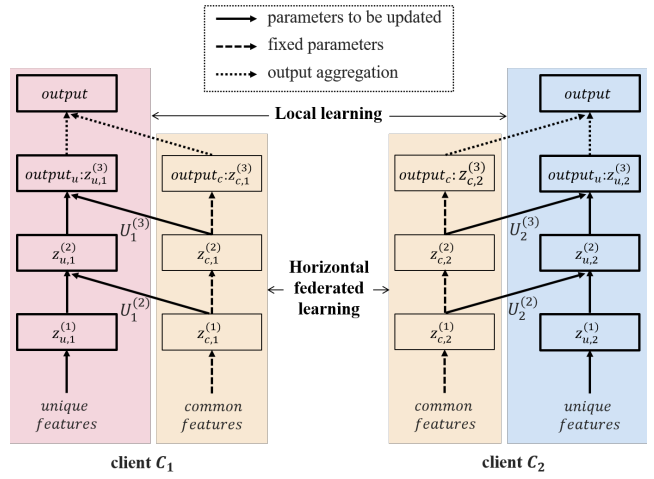 parameters to be updated
fixed parameters
output aggregation
output
output
Local learning
output_u:z_{u,1}^{(3)}
output_c:z_{c,1}^{(3)}
output_c: z_{c,2}^{(3)}
output_u:z_{u,2}^{(3)}
U_1^{(3)}
U_2^{(3)}
z_{u,1}^{(2)}
z_{c,1}^{(2)}
z_{c,2}^{(2)}
z_{u,2}^{(2)}
Horizontal
federated
learning
U_1^{(2)}
U_2^{(2)}
z_{u,1}^{(1)}
z_{c,1}^{(1)}
z_{c,2}^{(1)}
z_{u,2}^{(1)}
unique
features
common
features
common
features
unique
features
client C_1
client C_2